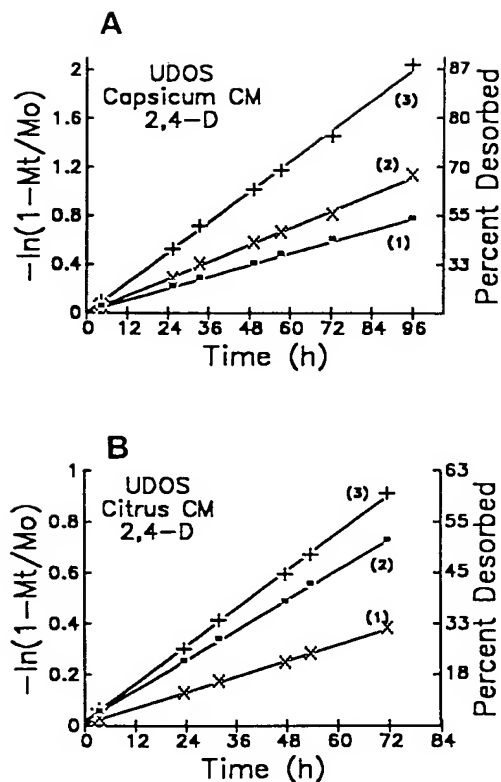 A
UDOS
Capsicum CM
2,4-D
-ln(1-Mt/Mo)
2
1.6
1.2
0.8
0.4
0
(3)
(2)
(1)
87
80
70
55
33
Percent Desorbed
0 12 24 36 48 60 72 84 96
Time (h)
B
UDOS
Citrus CM
2,4-D
-ln(1-Mt/Mo)
1
0.8
0.6
0.4
0.2
0
(3)
(2)
(1)
63
55
45
33
18
Percent Desorbed
0 12 24 36 48 60 72 84
Time (h)